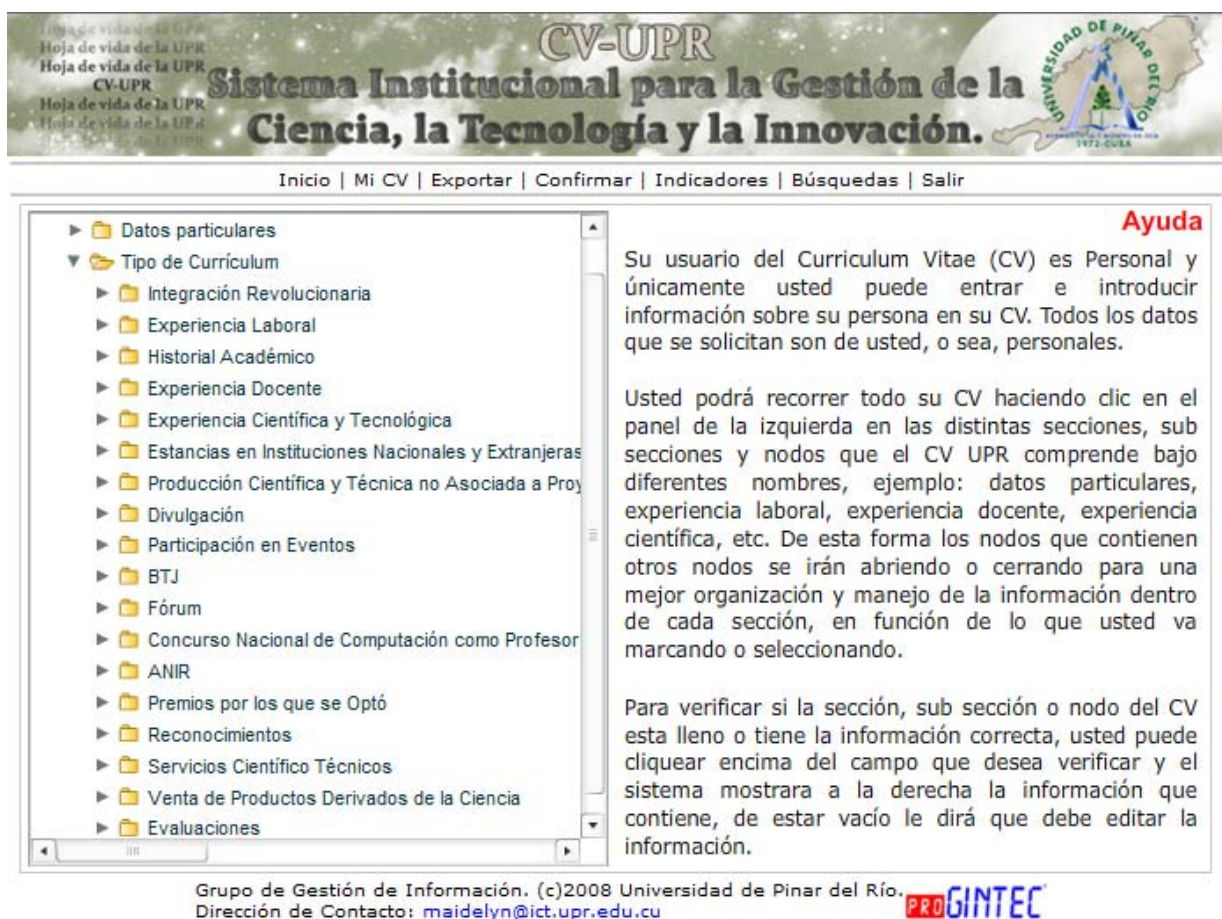 Hoja de vida de la UPR
Hoja de vida de la UPR
Hoja de vida de la UPR
CV-UPR
Hoja de vida de la UPR
Hoja de vida de la UPR
CV-UPR
Sistema Institucional para la Gestión de la
Ciencia, la Tecnología y la Innovación.
UNIVERSIDAD DE PINAR DEL RÍO
1972-CUBA
Inicio | Mi CV | Exportar | Confirmar | Indicadores | Búsquedas | Salir
Datos particulares
Tipo de Currículum
Integración Revolucionaria
Experiencia Laboral
Historial Académico
Experiencia Docente
Experiencia Científica y Tecnológica
Estancias en Instituciones Nacionales y Extranjeras
Producción Científica y Técnica no Asociada a Proy
Divulgación
Participación en Eventos
BTJ
Fórum
Concurso Nacional de Computación como Profesor
ANIR
Premios por los que se Optó
Reconocimientos
Servicios Científico Técnicos
Venta de Productos Derivados de la Ciencia
Evaluaciones
Ayuda
Su usuario del Curriculum Vitae (CV) es Personal y
únicamente usted puede entrar e introducir
información sobre su persona en su CV. Todos los datos
que se solicitan son de usted, o sea, personales.
Usted podrá recorrer todo su CV haciendo clic en el
panel de la izquierda en las distintas secciones, sub
secciones y nodos que el CV UPR comprende bajo
diferentes nombres, ejemplo: datos particulares,
experiencia laboral, experiencia docente, experiencia
científica, etc. De esta forma los nodos que contienen
otros nodos se irán abriendo o cerrando para una
mejor organización y manejo de la información dentro
de cada sección, en función de lo que usted va
marcando o seleccionando.
Para verificar si la sección, sub sección o nodo del CV
esta lleno o tiene la información correcta, usted puede
cliquear encima del campo que desea verificar y el
sistema mostrara a la derecha la información que
contiene, de estar vacío le dirá que debe editar la
información.
Grupo de Gestión de Información. (c)2008 Universidad de Pinar del Río.
Dirección de Contacto: maidelyn@ict.upr.edu.cu
PROGINTEC